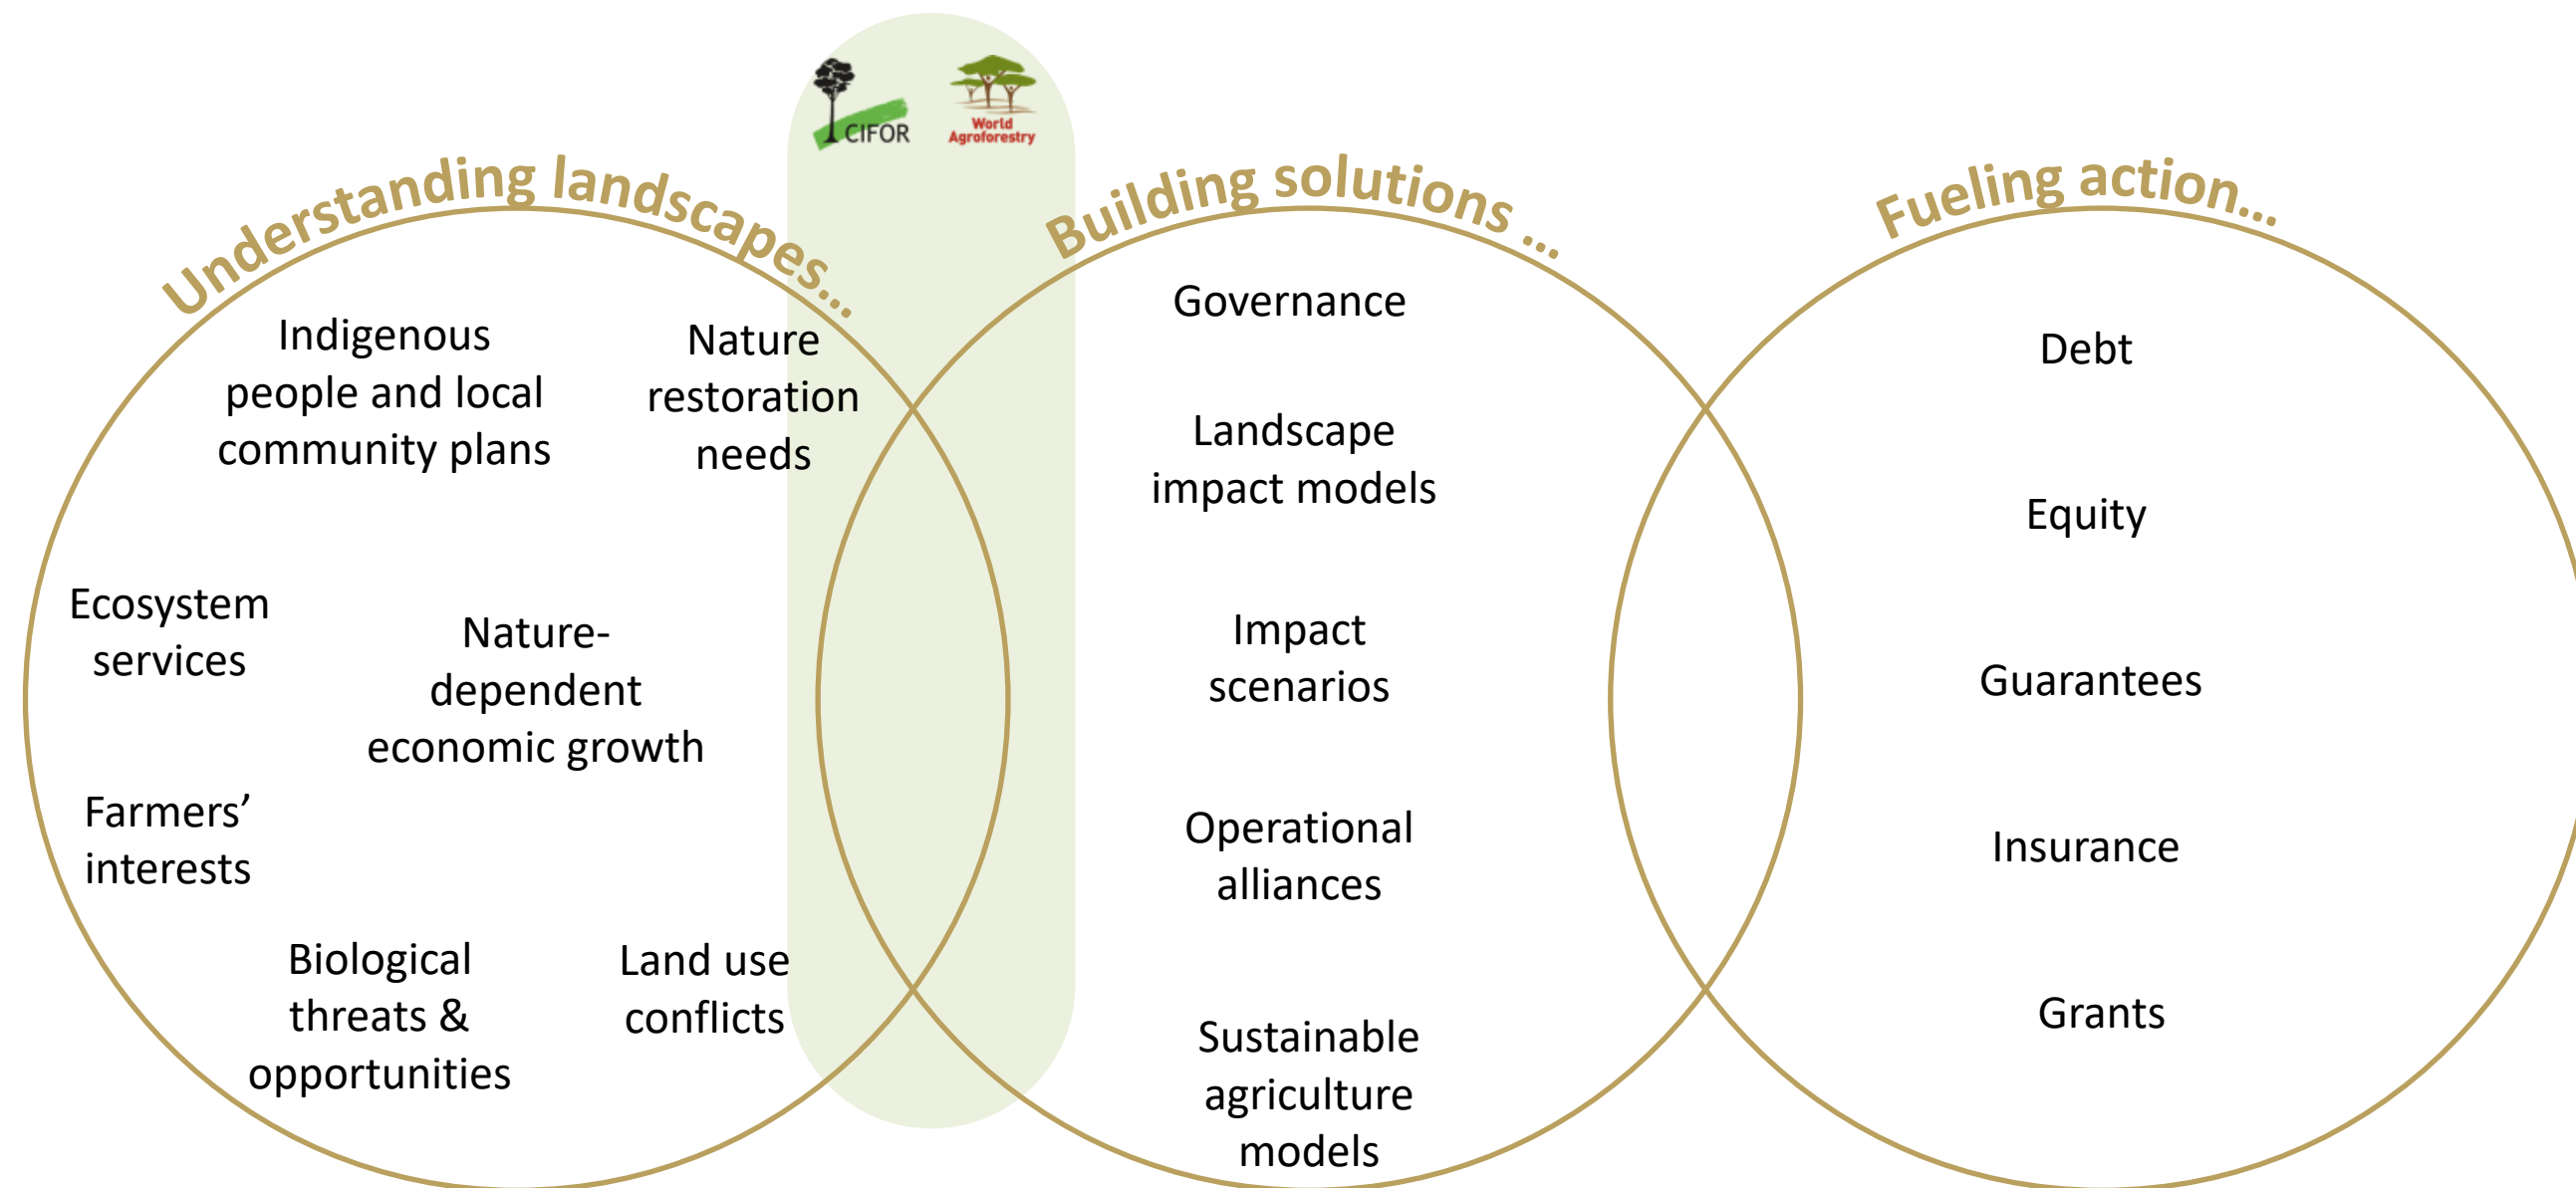 CIFOR
World
Agroforestry
Understanding landscapes...
Indigenous
people and local
community plans
Nature
restoration
needs
Ecosystem
services
Nature-
dependent
economic growth
Farmers’
interests
Biological
threats &
opportunities
Land use
conflicts
Building solutions ...
Governance
Landscape
impact models
Impact
scenarios
Operational
alliances
Sustainable
agriculture
models
Fueling action...
Debt
Equity
Guarantees
Insurance
Grants